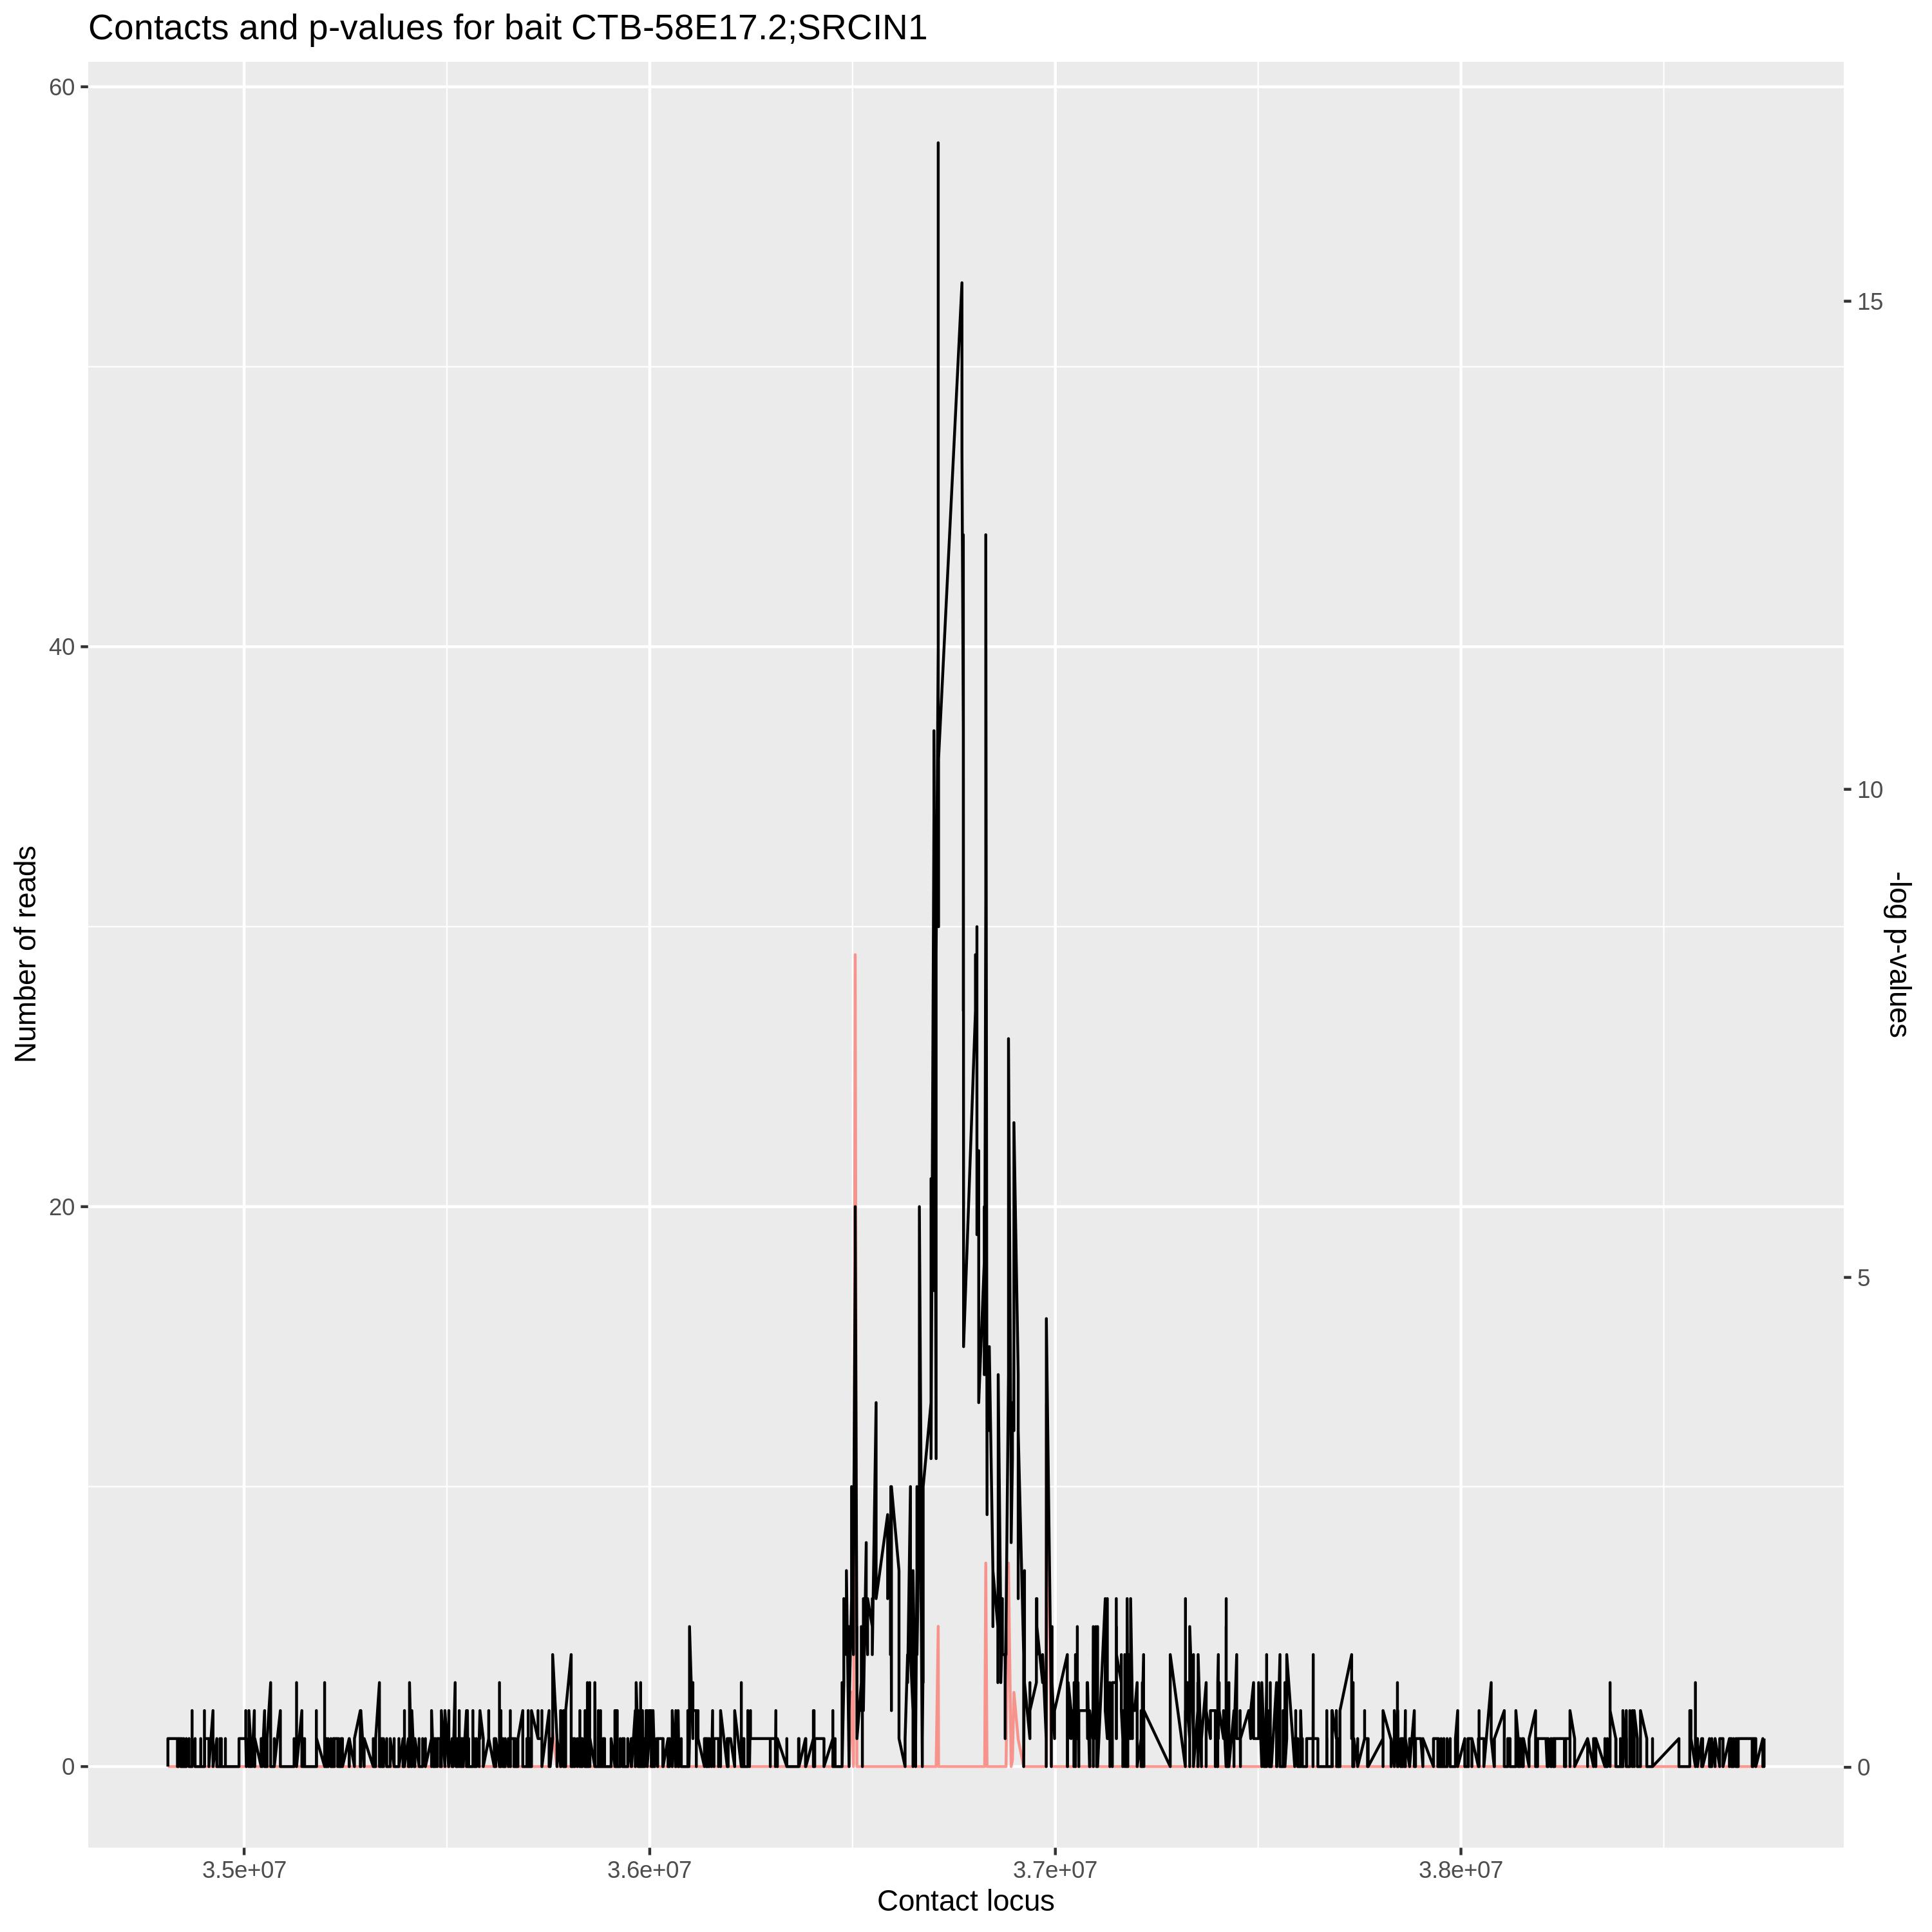 Contacts and p-values for bait CTB-58E17.2;SRCIN1
60
40
20
0
Number of reads
15
10
5
0
-log p-values
3.5e+07 3.6e+07 3.7e+07 3.8e+07
Contact locus